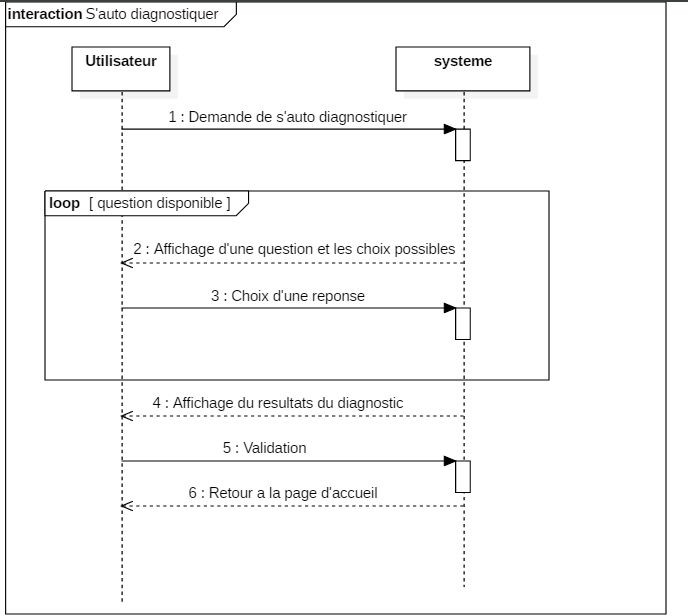 interaction S'auto diagnostiquer
Utilisateur
systeme
1 : Demande de s'auto diagnostiquer
loop [ question disponible ]
2 : Affichage d'une question et les choix possibles
3 : Choix d'une reponse
4 : Affichage du resultats du diagnostic
5 : Validation
6 : Retour a la page d'accueil